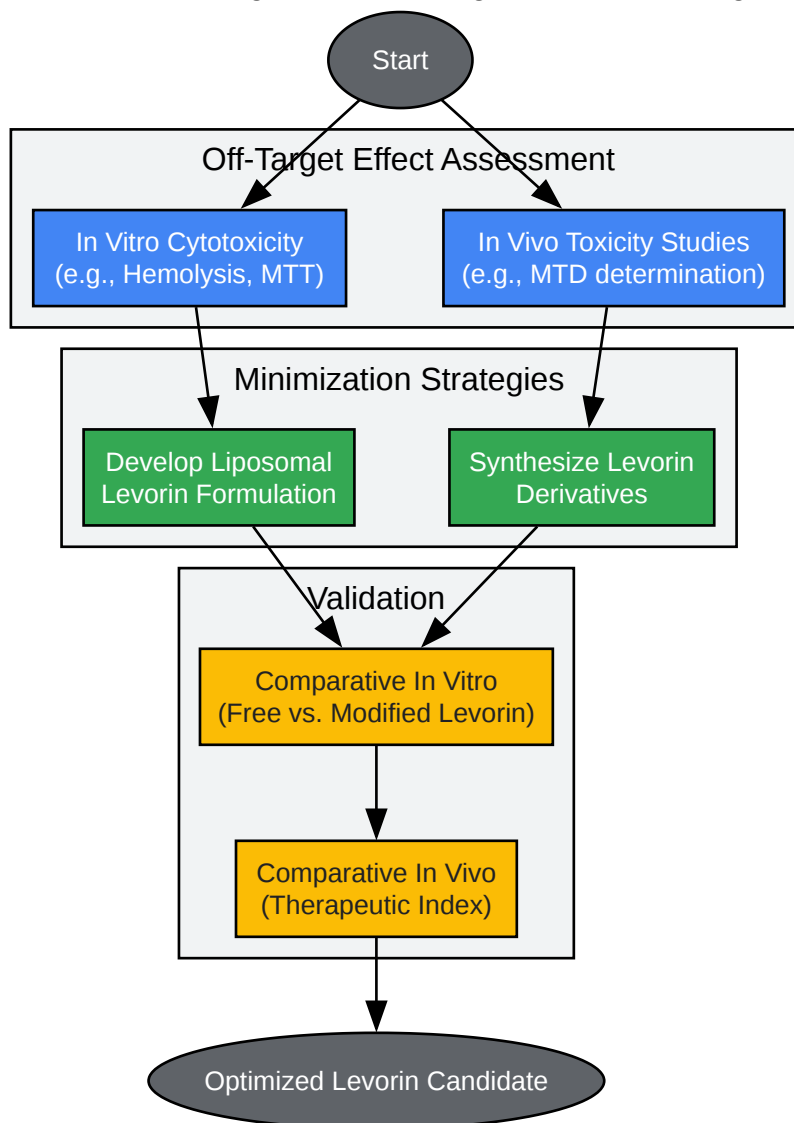 Start
Off-Target Effect Assessment
In Vitro Cytotoxicity
(e.g., Hemolysis, MTT)
In Vivo Toxicity Studies
(e.g., MTD determination)
Minimization Strategies
Develop Liposomal
Levorin Formulation
Synthesize Levorin
Derivatives
Validation
Comparative In Vitro
(Free vs. Modified Levorin)
Comparative In Vivo
(Therapeutic Index)
Optimized Levorin Candidate